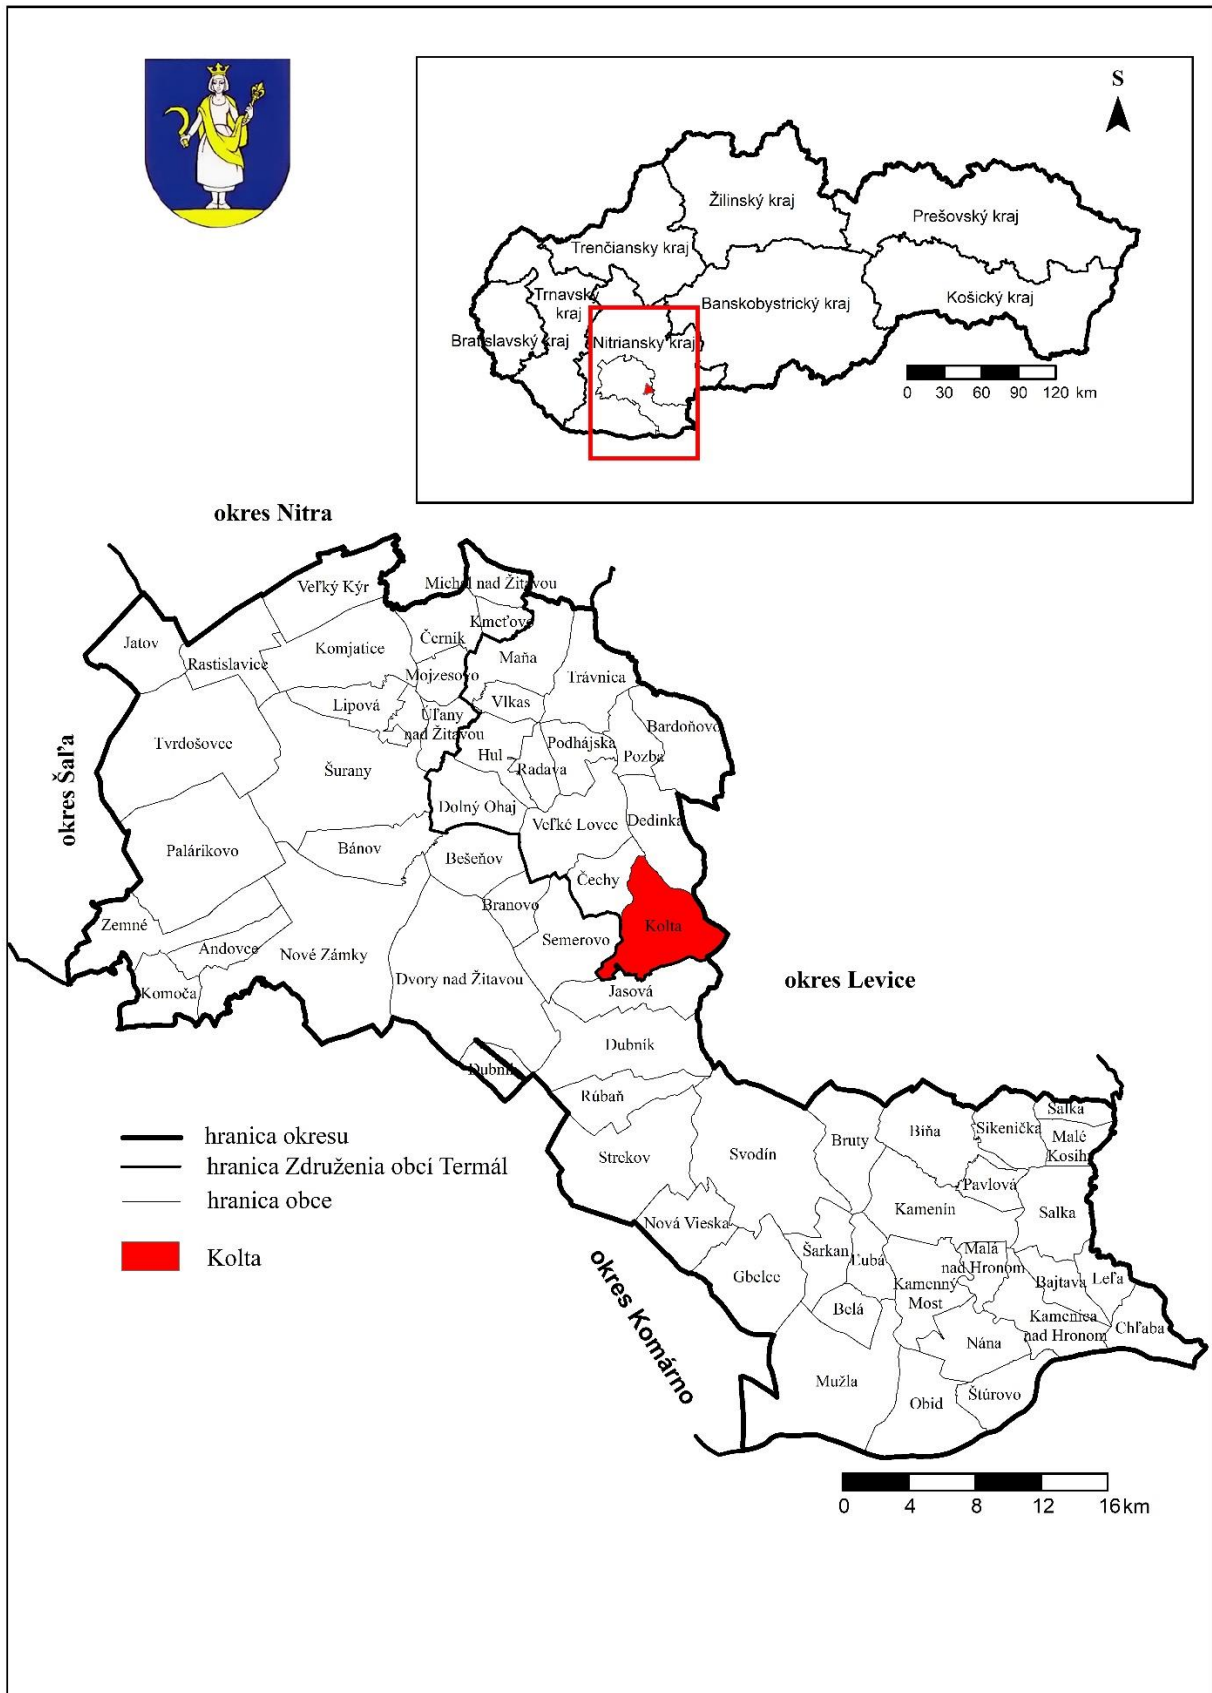 S
Žilinský kraj
Prešovský kraj
Trenčiansky kraj
Trnavský
kraj
Banskobystrický kraj
Košický kraj
Bratislavský kraj
Nitriansky kraj
0 30 60 90 120 km
okres Nitra
Veľký Kýr
Michal nad Žitavou
Kmeťovo
Jatov
Rastislavice
Komjatice
Černík
Maňa
Mojzesovo
Trávnica
Lipová
Vlkas
Úľany
nad Žitavou
Bardoňovo
Tvrdošovce
Hul
Podhájska
Pozba
Radava
Šurany
okres Šaľa
Dolný Ohaj
Veľké Lovce
Dedinka
Palárikovo
Bánov
Bešeňov
Čechy
Branovo
Zemné
Kolta
Andovce
Nové Zámky
Semerovo
Dvory nad Žitavou
okres Levice
Komoča
Jasová
Dubník
Dubník
Rúbaň
hranica okresu
hranica Združenia obcí Termál
hranica obce
Kolta
Strekov
Svodín
Bruty
Bíňa
Sikenička
Salka
Malé
Kosihy
Pavlová
Kamenín
Salka
Nová Vieska
Šarkan
Ľubá
Malá
nad Hronom
Gbelce
Kamenný
Most
Bajtava
Leľa
Belá
Kamenica
nad Hronom
Chľaba
Nána
okres Komárno
Mužla
Obid
Štúrovo
0 4 8 12 16 km